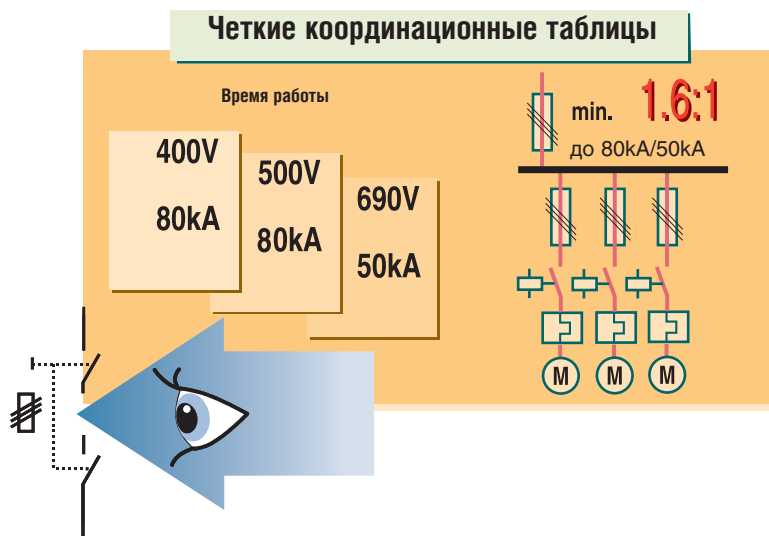 Четкие координационные таблицы
Время работы
400V
80kA
500V
80kA
690V
50kA
min. 1.6:1
до 80kA/50kA
M M M